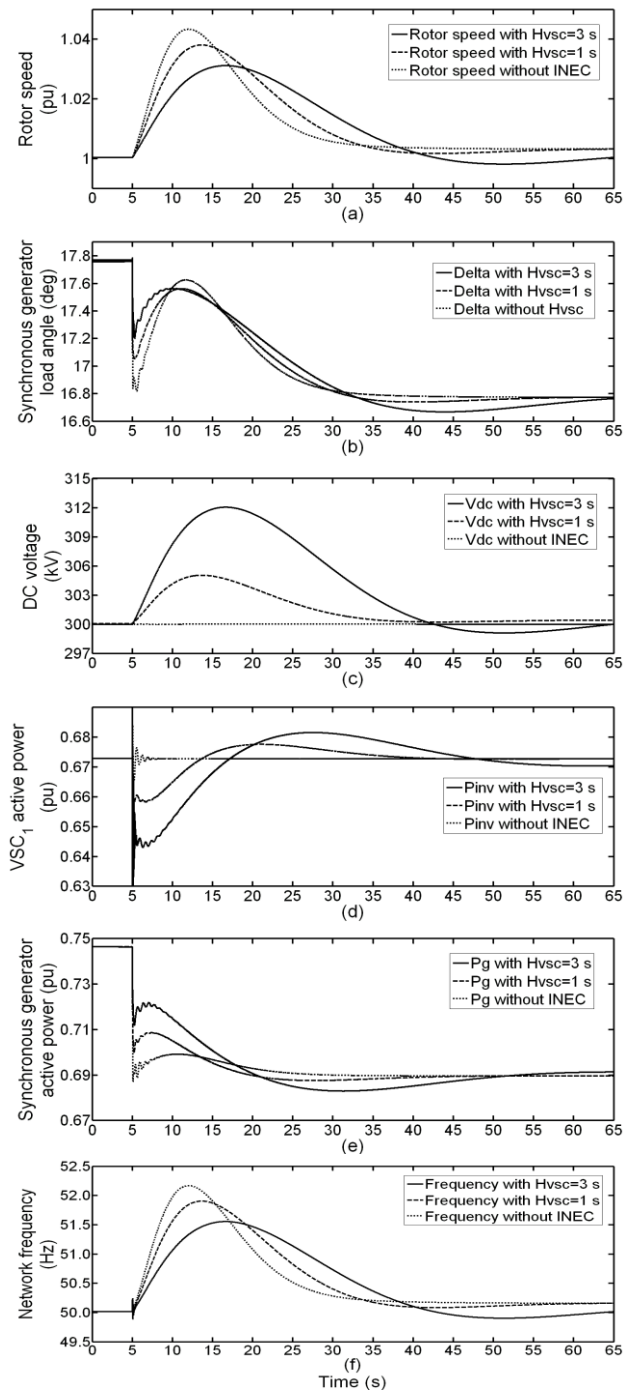 1.04
1.02
1
Rotor speed
(pu)
Rotor speed with Hvsc=3 s
Rotor speed with Hvsc=1 s
Rotor speed without INEC
0 5 10 15 20 25 30 35 40 45 50 55 60 65
(a)
17.8
17.6
17.4
17.2
17
16.8
16.6
Synchronous generator
load angle (deg)
Delta with Hvsc=3 s
Delta with Hvsc=1 s
Delta without Hvsc
0 5 10 15 20 25 30 35 40 45 50 55 60 65
(b)
315
312
309
306
303
300
297
DC voltage
(kV)
Vdc with Hvsc=3 s
Vdc with Hvsc=1 s
Vdc without INEC
0 5 10 15 20 25 30 35 40 45 50 55 60 65
(c)
0.68
0.67
0.66
0.65
0.64
0.63
VSC1 active power
(pu)
Pinv with Hvsc=3 s
Pinv with Hvsc=1 s
Pinv without INEC
0 5 10 15 20 25 30 35 40 45 50 55 60 65
(d)
0.75
0.73
0.71
0.69
0.67
Synchronous generator
active power (pu)
Pg with Hvsc=3 s
Pg with Hvsc=1 s
Pg without INEC
0 5 10 15 20 25 30 35 40 45 50 55 60 65
(e)
52.5
52.0
51.5
51.0
50.5
50.0
49.5
Network frequency
(Hz)
Frequency with Hvsc=3 s
Frequency with Hvsc=1 s
Frequency without INEC
0 5 10 15 20 25 30 35 40 45 50 55 60 65
(f)
Time (s)